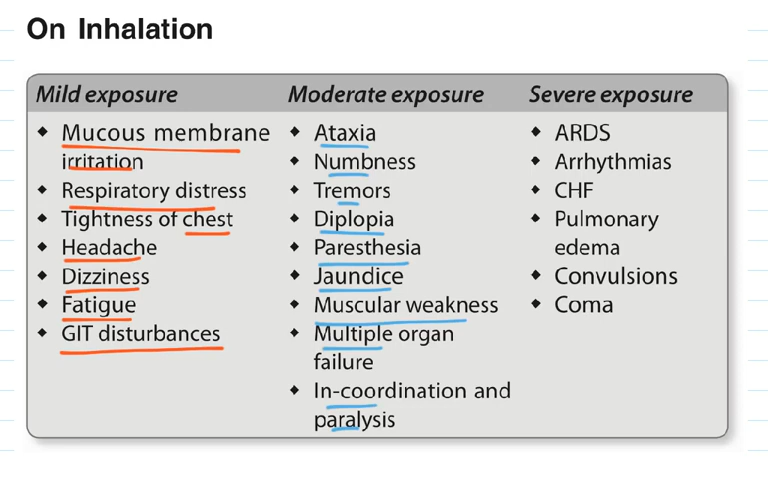 On Inhalation
Mild exposure
Mucous membrane
irritation
Respiratory distress
Tightness of chest
Headache
Dizziness
Fatigue
GIT disturbances
Moderate exposure
Ataxia
Numbness
Tremors
Diplopia
Paresthesia
Jaundice
Muscular weakness
Multiple organ
failure
In-coordination and
paralysis
Severe exposure
ARDS
Arrhythmias
CHF
Pulmonary
edema
Convulsions
Coma